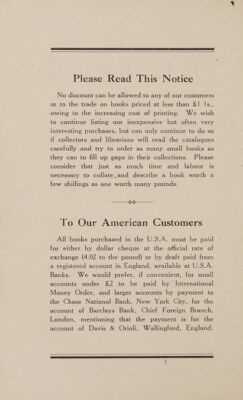 Please Read This Notice
No discount can be allowed to any of our customers
or to the trade on books priced at less than £1 1s.,
owing to the increasing cost of printing. We wish
to continue listing our inexpensive but often very
interesting purchases, but can only continue to do so
if collectors and librarians will read the catalogues
carefully and try to order as many small books as
they can to fill up gaps in their collections. Please
consider that just as much time and labour is
necessary to collate, and describe a book worth a
few shillings as one worth many pounds.
To Our American Customers
All books purchased in the U.S.A. must be paid
for either by dollar cheque at the official rate of
exchange (4.02 to the pound) or by draft paid from
a registered account in England, available at U.S.A.
Banks. We would prefer, if convenient, for small
accounts under £2 to be paid by International
Money Order, and larger accounts by payment to
the Chase National Bank, New York City, for the
account of Barclays Bank, Chief Foreign Branch,
London, mentioning that the payment is for the
account of Davis & Orioli, Wallingford, England.